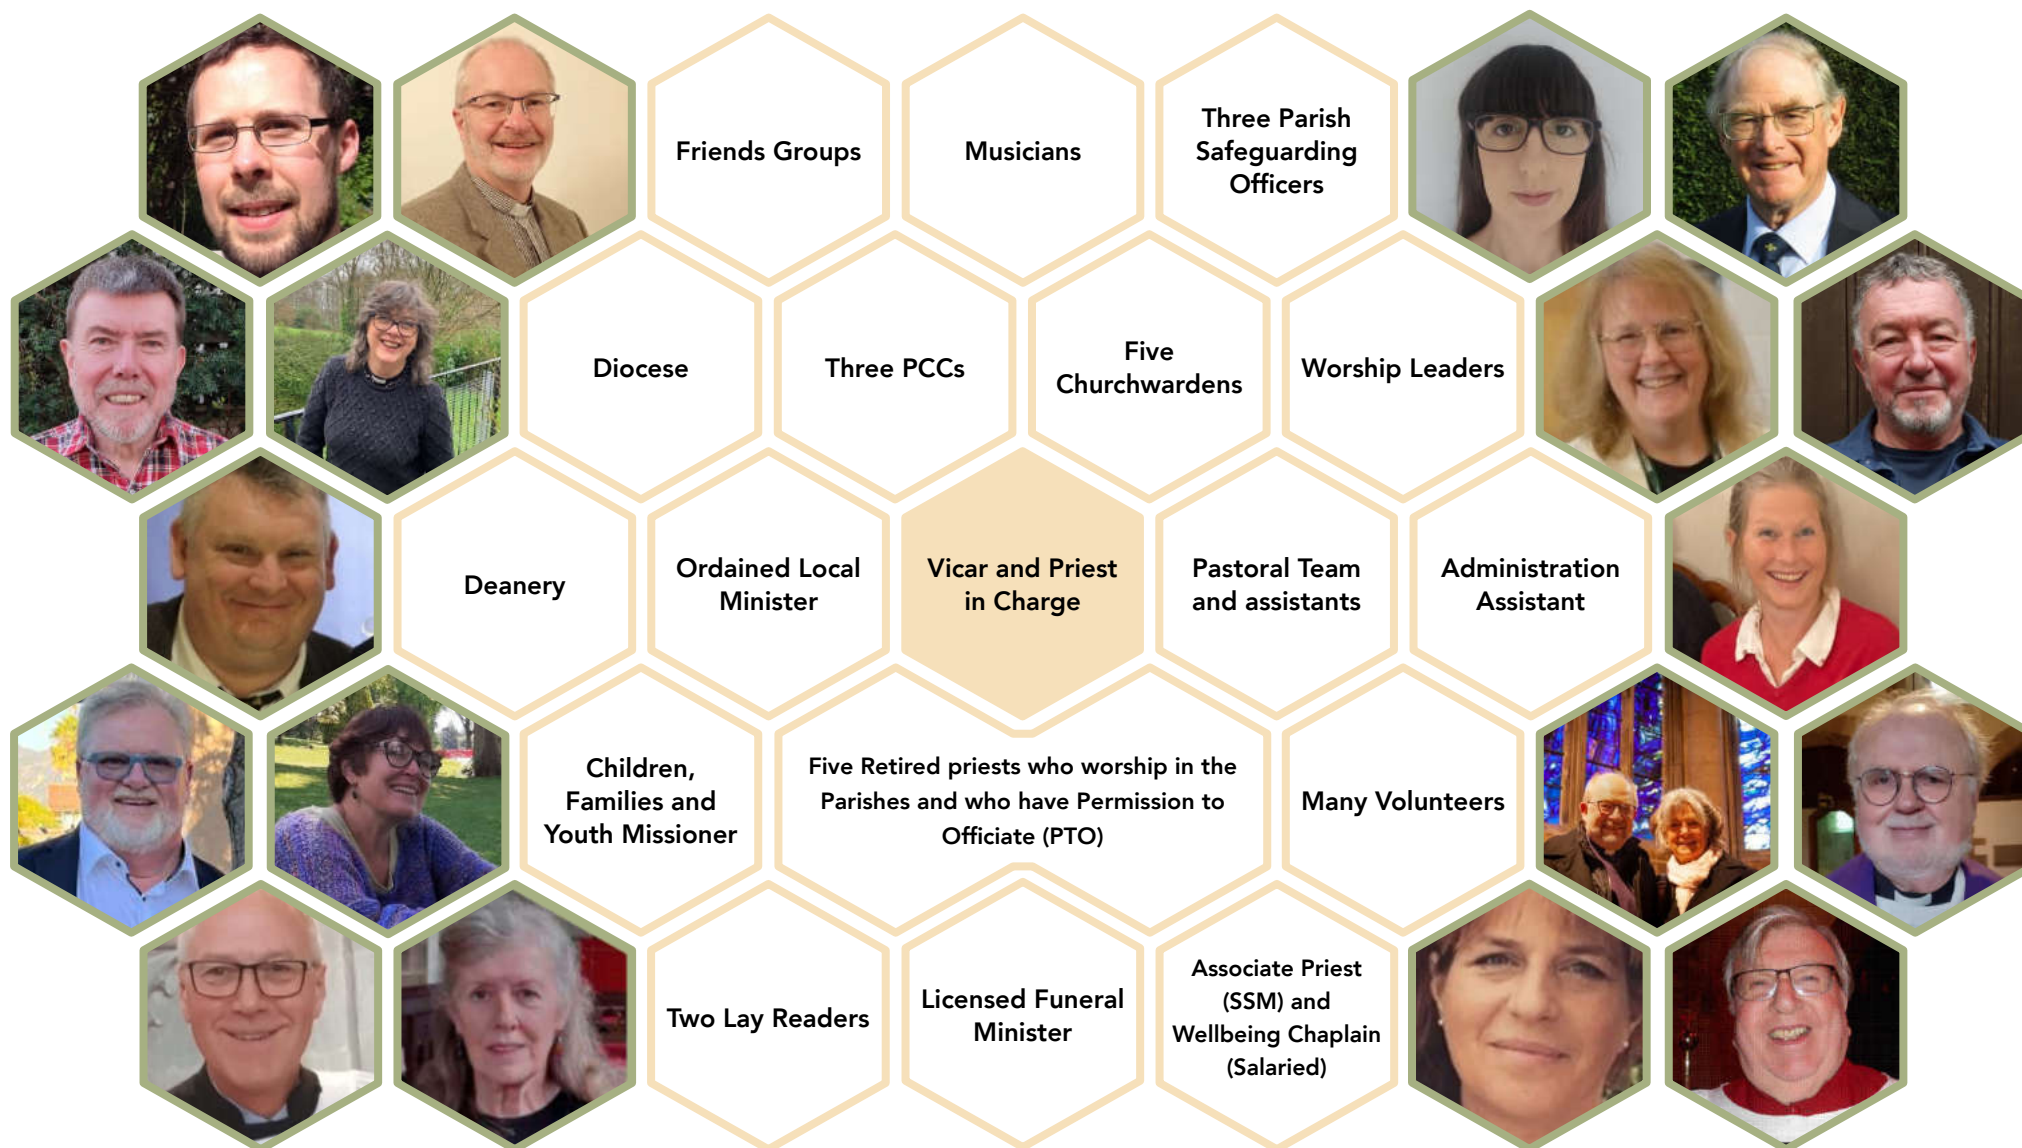 Friends Groups
Musicians
Three Parish
Safeguarding
Officers
Diocese
Three PCCs
Five
Churchwardens
Worship Leaders
Deanery
Ordained Local
Minister
Vicar and Priest
in Charge
Pastoral Team
and assistants
Administration
Assistant
Children,
Families and
Youth Missioner
Five Retired priests who worship in the
Parishes and who have Permission to
Officiate (PTO)
Many Volunteers
Two Lay Readers
Licensed Funeral
Minister
Associate Priest
(SSM) and
Wellbeing Chaplain
(Salaried)